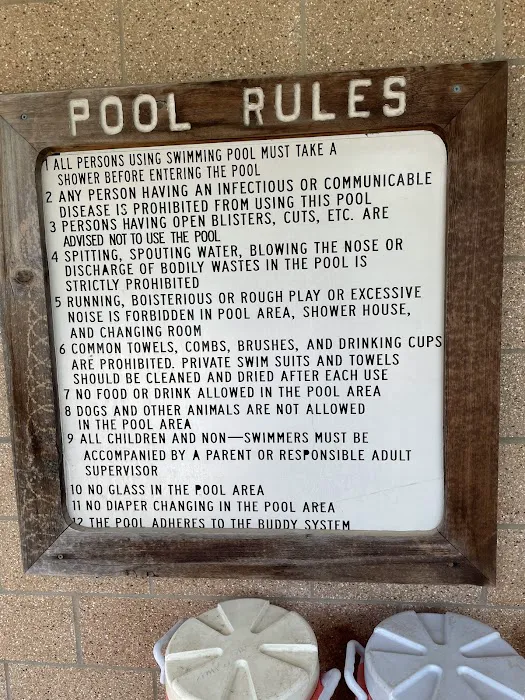 POOL RULES
1 ALL PERSONS USING SWIMMING POOL MUST TAKE A
SHOWER BEFORE ENTERING THE POOL
2 ANY PERSON HAVING AN INFECTIOUS OR COMMUNICABLE
DISEASE IS PROHIBITED FROM USING THIS POOL
3 PERSONS HAVING OPEN BLISTERS, CUTS, ETC. ARE
ADVISED NOT TO USE THE POOL
4 SPITTING, SPOUTING WATER, BLOWING THE NOSE OR
DISCHARGE OF BODILY WASTES IN THE POOL IS
STRICTLY PROHIBITED
5 RUNNING, BOISTERIOUS OR ROUGH PLAY OR EXCESSIVE
NOISE IS FORBIDDEN IN POOL AREA, SHOWER HOUSE,
AND CHANGING ROOM
6 COMMON TOWELS, COMBS, BRUSHES, AND DRINKING CUPS
ARE PROHIBITED. PRIVATE SWIM SUITS AND TOWELS
SHOULD BE CLEANED AND DRIED AFTER EACH USE
7 NO FOOD OR DRINK ALLOWED IN THE POOL AREA
8 DOGS AND OTHER ANIMALS ARE NOT ALLOWED
IN THE POOL AREA
9 ALL CHILDREN AND NON—SWIMMERS MUST BE
ACCOMPANIED BY A PARENT OR RESPONSIBLE ADULT
SUPERVISOR
10 NO GLASS IN THE POOL AREA
11 NO DIAPER CHANGING IN THE POOL AREA
12 THE POOL ADHERES TO THE BUDDY SYSTEM